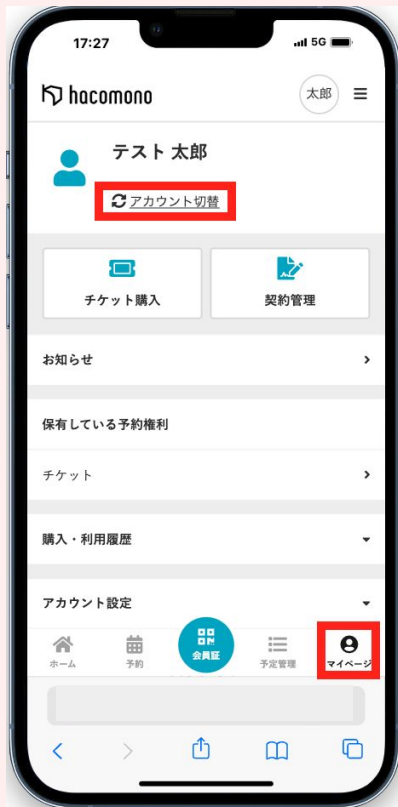 17:27
5G
hacomono
太郎
テスト 太郎
アカウント切替
チケット購入
契約管理
お知らせ
保有している予約権利
チケット
購入・利用履歴
アカウント設定
ホーム
予約
会員証
予定管理
マイページ